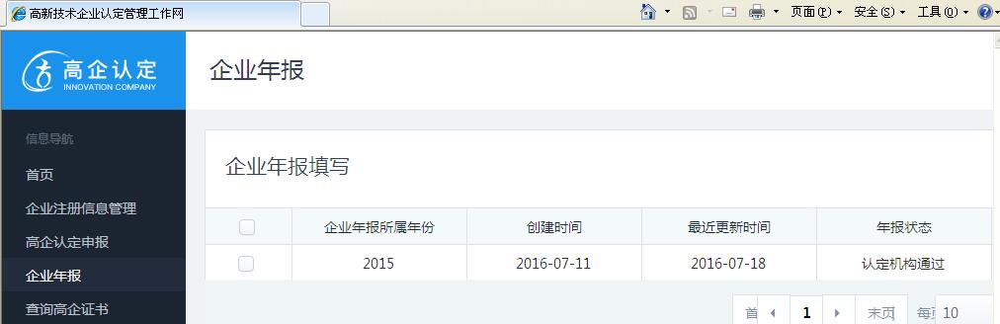 高新技术企业认定管理工作网
页面(P) 安全(S) 工具(O)
高企认定
INNOVATION COMPANY
企业年报
信息导航
首页
企业注册信息管理
高企认定申报
企业年报
查询高企证书
企业年报填写
企业年报所属年份 创建时间 最近更新时间 年报状态
2015 2016-07-11 2016-07-18 认定机构通过
首 1 末页 每页 10